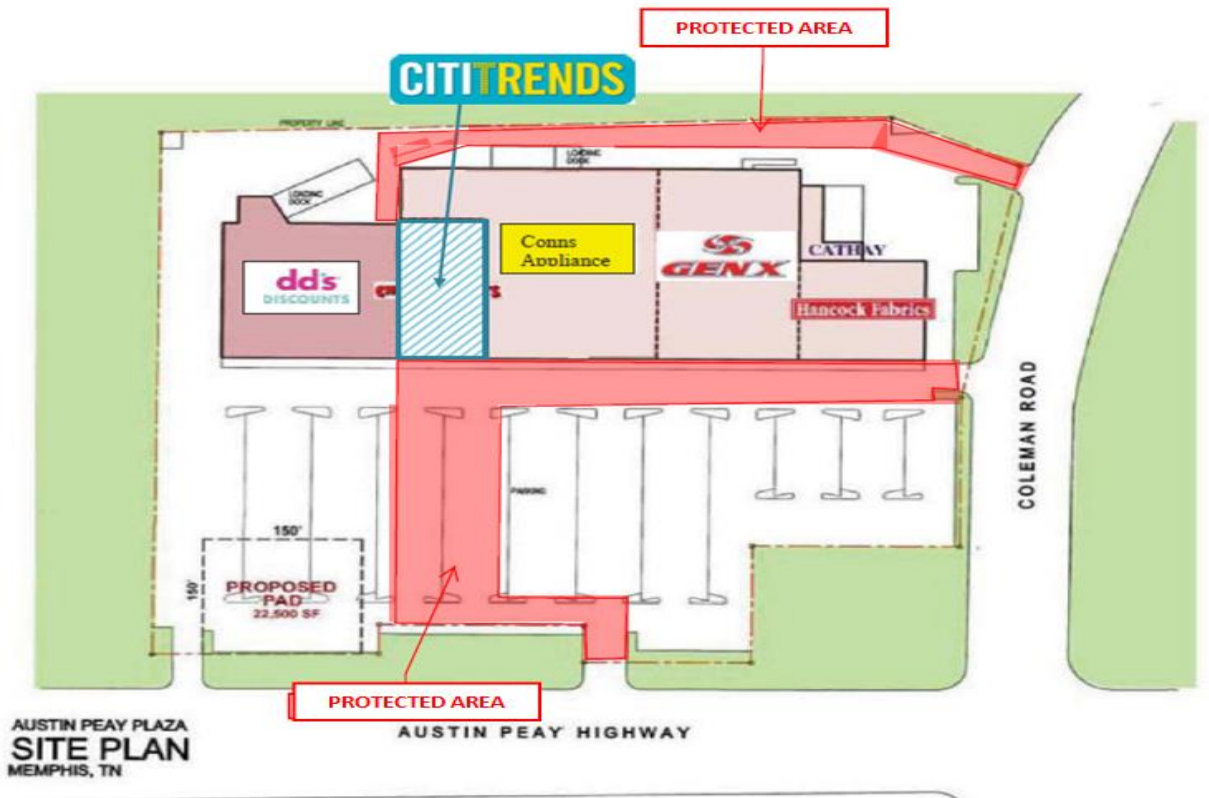 PROTECTED AREA
CITITRENDS
PROPERTY LINE
LOADING
DOCK
LOADING
DOCK
Conns
Appliance
GENX
CATHAY
dd's
DISCOUNTS
Hancock Fabrics
COLEMAN ROAD
PARKING
150'
150'
PROPOSED
PAD
22,500 SF
PROTECTED AREA
AUSTIN PEAY PLAZA
SITE PLAN
MEMPHIS, TN
AUSTIN PEAY HIGHWAY